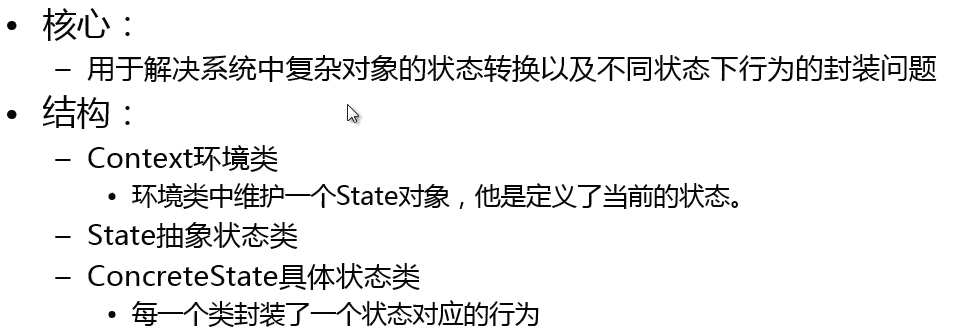 • 核心：
– 用于解决系统中复杂对象的状态转换以及不同状态下行为的封装问题
• 结构：
– Context环境类
• 环境类中维护一个State对象，他是定义了当前的状态。
– State抽象状态类
– ConcreteState具体状态类
• 每一个类封装了一个状态对应的行为